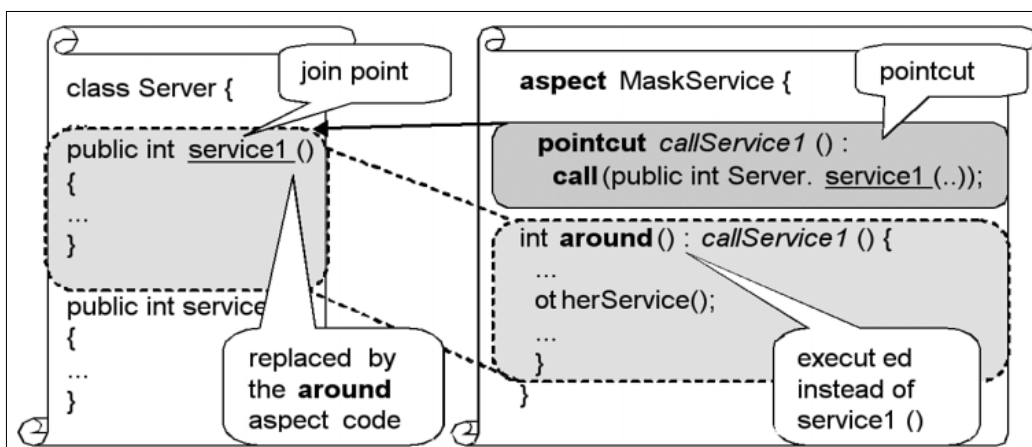 class Server {
..
public int service1 ()
{
...
}
public int service
{
...
}
join point
replaced by
the around
aspect code
aspect MaskService {
pointcut callService1 () :
call (public int Server. service1 (..));
int around () : callService1 () {
...
ot herService();
...
}
}
pointcut
execut ed
instead of
service1 ()